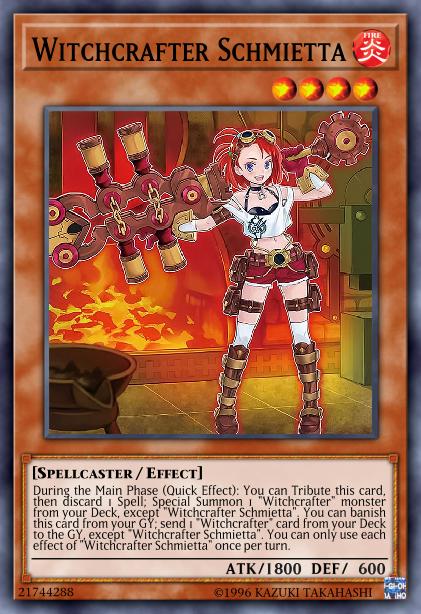 Witchcrafter Schmietta
FIRE
炎
[Spellcaster / Effect]
During the Main Phase (Quick Effect): You can Tribute this card,
then discard 1 Spell; Special Summon 1 "Witchcrafter" monster
from your Deck, except "Witchcrafter Schmietta". You can banish
this card from your GY; send 1 "Witchcrafter" card from your Deck
to the GY, except "Witchcrafter Schmietta". You can only use each
effect of "Witchcrafter Schmietta" once per turn.
ATK/1800 DEF/ 600
21744288
©1996 KAZUKI TAKAHASHI